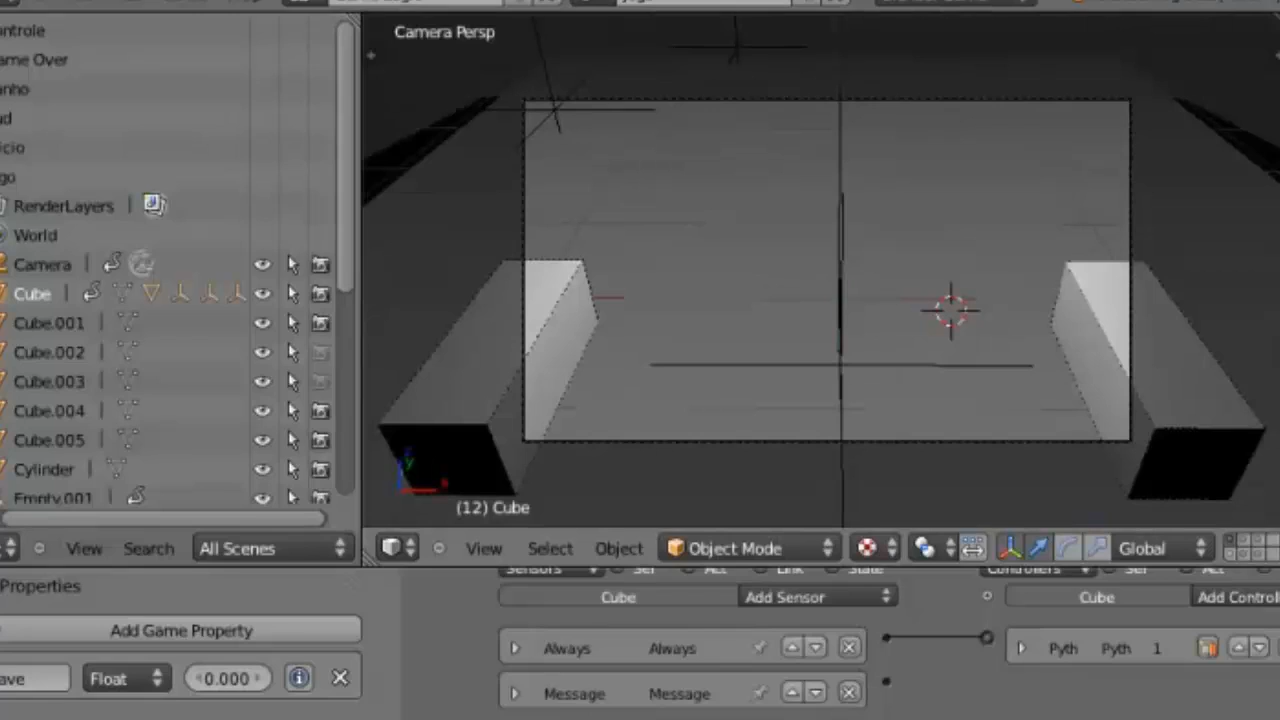 Camera Persp
ntrole
ame Over
anho
ud
icio
go
RenderLayers
World
Camera
Cube
Cube.001
Cube.002
Cube.003
Cube.004
Cube.005
Cylinder
Empty.001
(12) Cube
View Search All Scenes
View Select Object Object Mode Global
Properties
Sensors Sel Act Link State Controllers Sel Act
Cube Add Sensor Cube Add Control
Add Game Property
Always Always Pyth Pyth 1
ave Float 0.000
Message Message